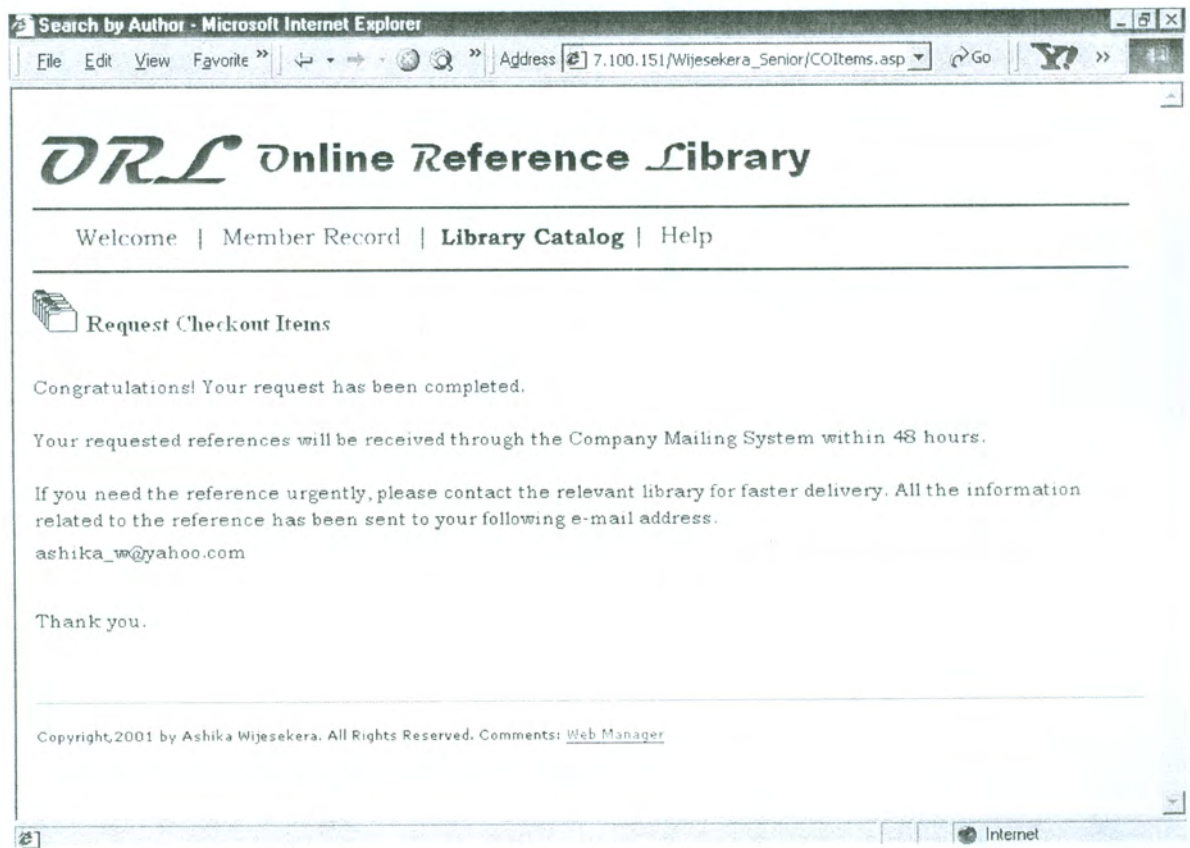 Search by Author - Microsoft Internet Explorer
File Edit View Favorite » » Address 7.100.151/Wijesekera_Senior/COItems.asp Go Y! »
ORL Online Reference Library
Welcome | Member Record | Library Catalog | Help
Request Checkout Items
Congratulations! Your request has been completed.
Your requested references will be received through the Company Mailing System within 48 hours.
If you need the reference urgently, please contact the relevant library for faster delivery. All the information
related to the reference has been sent to your following e-mail address.
ashika_w@yahoo.com
Thank you.
Copyright,2001 by Ashika Wijesekera. All Rights Reserved. Comments: Web Manager
Internet